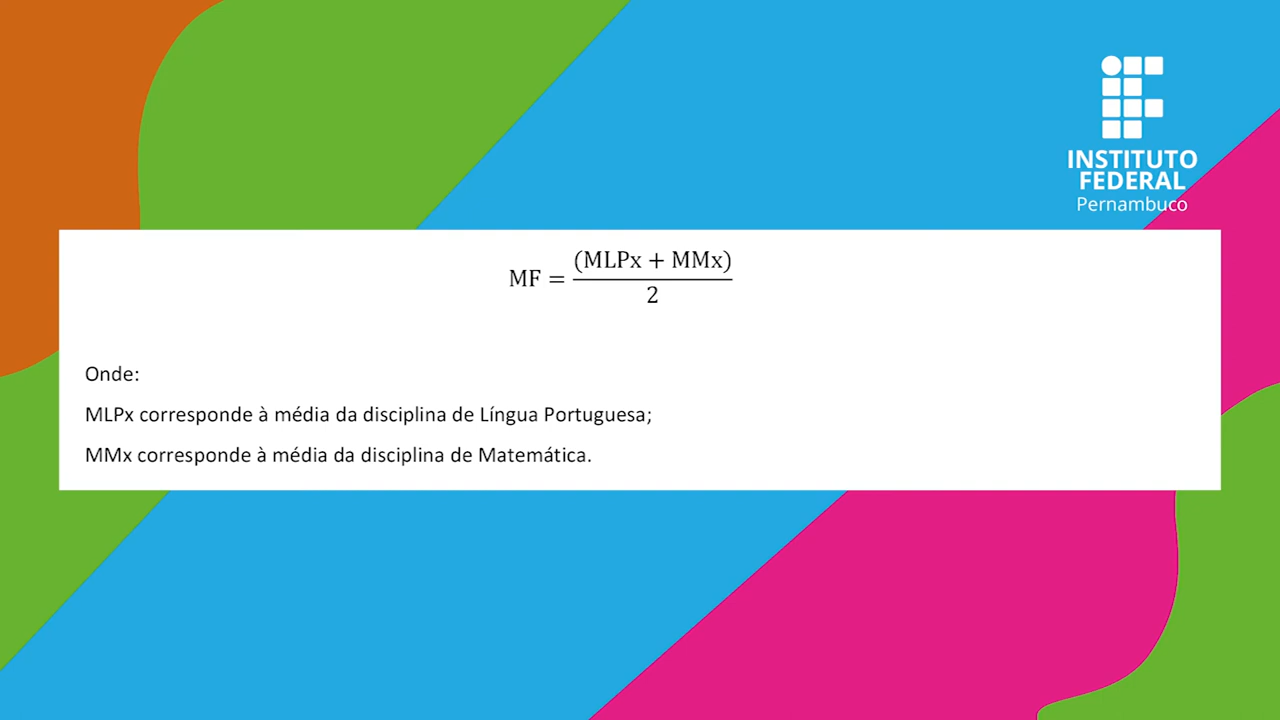 INSTITUTO
FEDERAL
Pernambuco
MF = (MLPx + MMx) / 2
Onde:
MLPx corresponde à média da disciplina de Língua Portuguesa;
MMx corresponde à média da disciplina de Matemática.